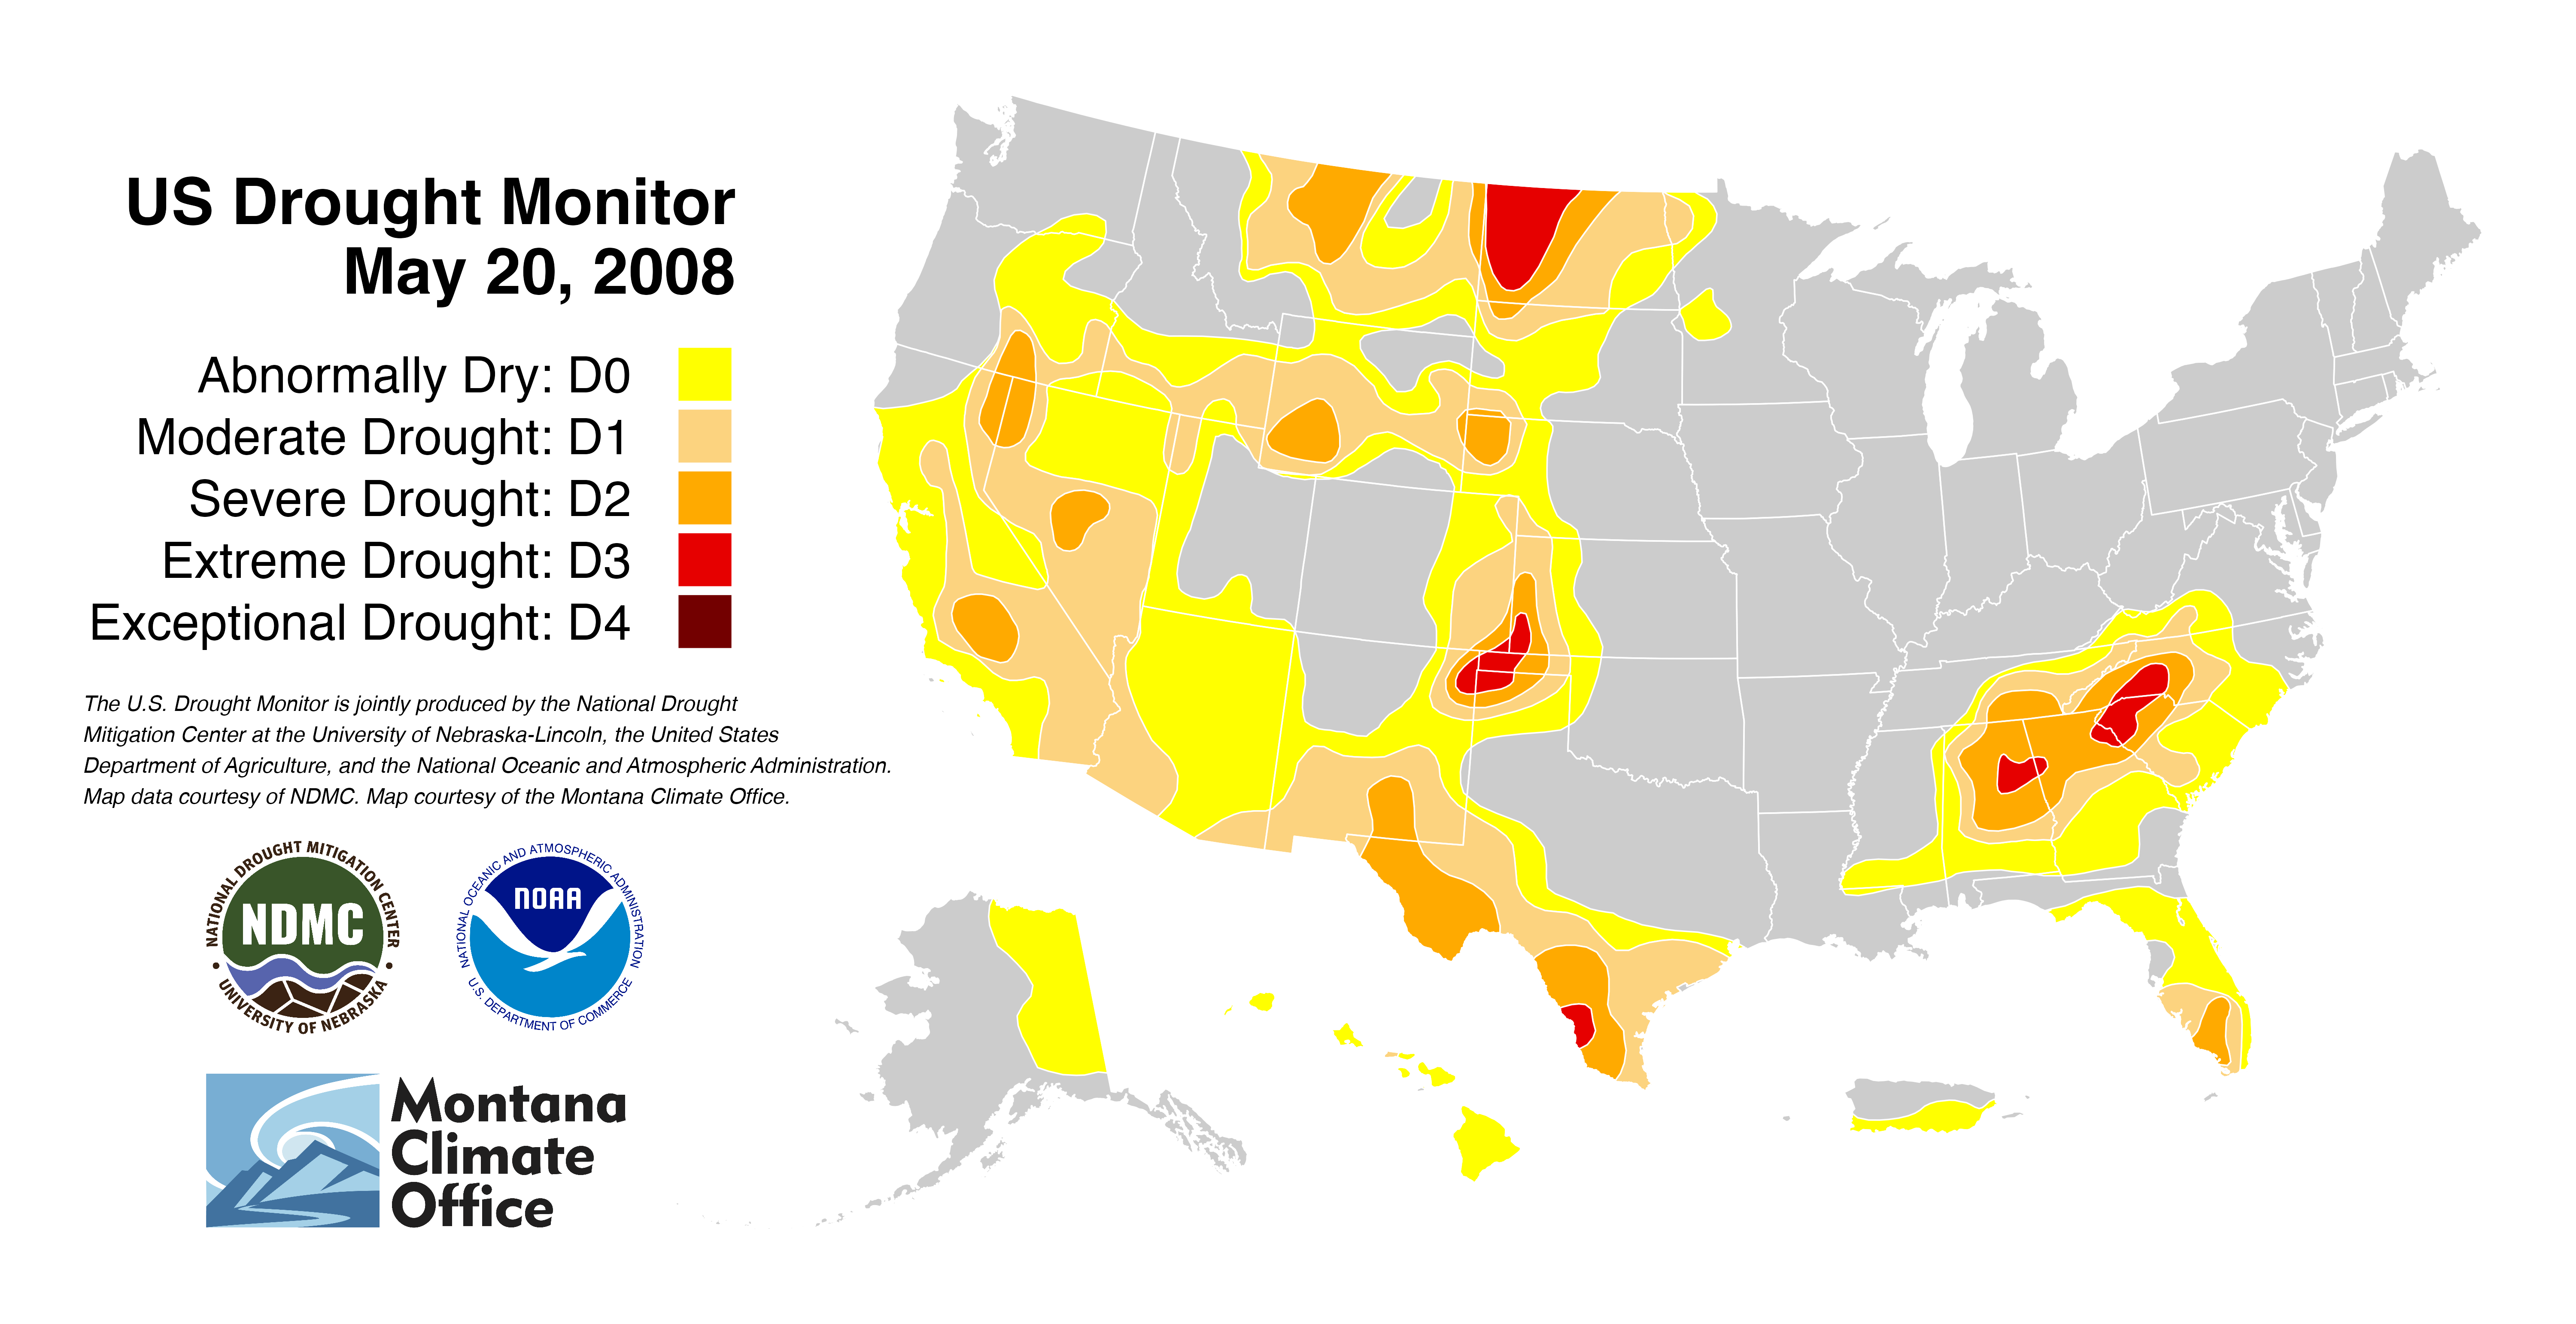 US Drought Monitor
May 20, 2008
Abnormally Dry: D0
Moderate Drought: D1
Severe Drought: D2
Extreme Drought: D3
Exceptional Drought: D4
The U.S. Drought Monitor is jointly produced by the National Drought
Mitigation Center at the University of Nebraska-Lincoln, the United States
Department of Agriculture, and the National Oceanic and Atmospheric Administration.
Map data courtesy of NDMC. Map courtesy of the Montana Climate Office.
NATIONAL DROUGHT MITIGATION CENTER
NDMC
• UNIVERSITY OF NEBRASKA •
NATIONAL OCEANIC AND ATMOSPHERIC ADMINISTRATION
NOAA
U.S. DEPARTMENT OF COMMERCE
Montana
Climate
Office